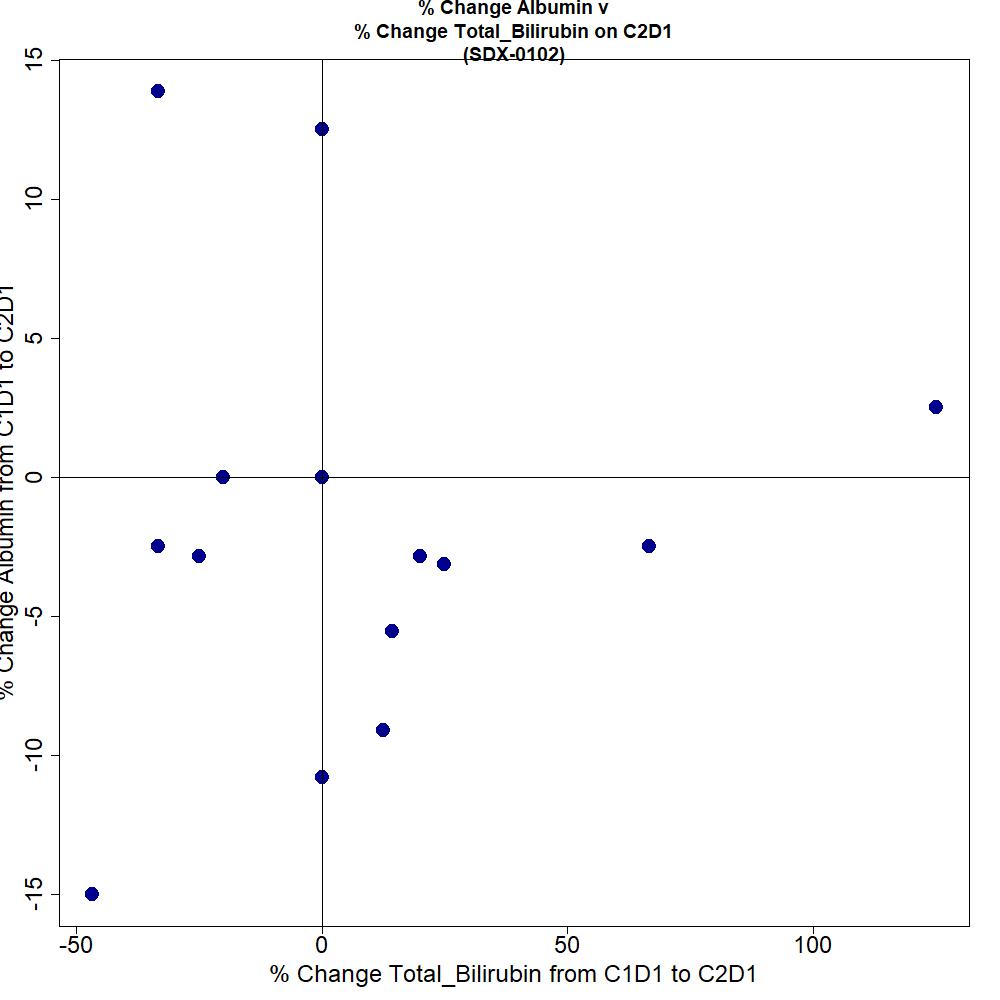 % Change Albumin v
% Change Total_Bilirubin on C2D1
(SDX-0102)
% Change Albumin from C1D1 to C2D1
15
10
5
0
-5
-10
-15
-50
0
50
100
% Change Total_Bilirubin from C1D1 to C2D1